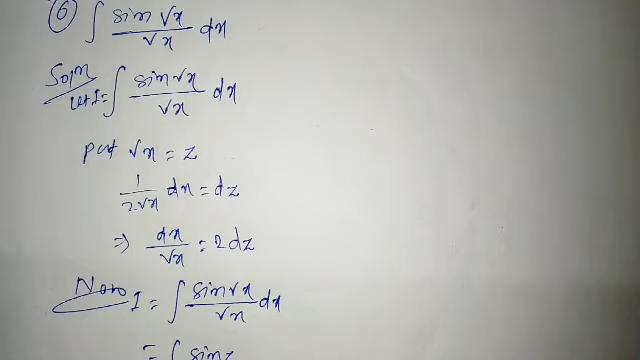 ⑥ ∫ sin √x / √x dx
Soln
Let I = ∫ sin √x / √x dx
put √x = z
1 / 2√x dx = dz
⇒ dx / √x = 2dz
Now I = ∫ sin √x / √x dx
= ∫ sin z